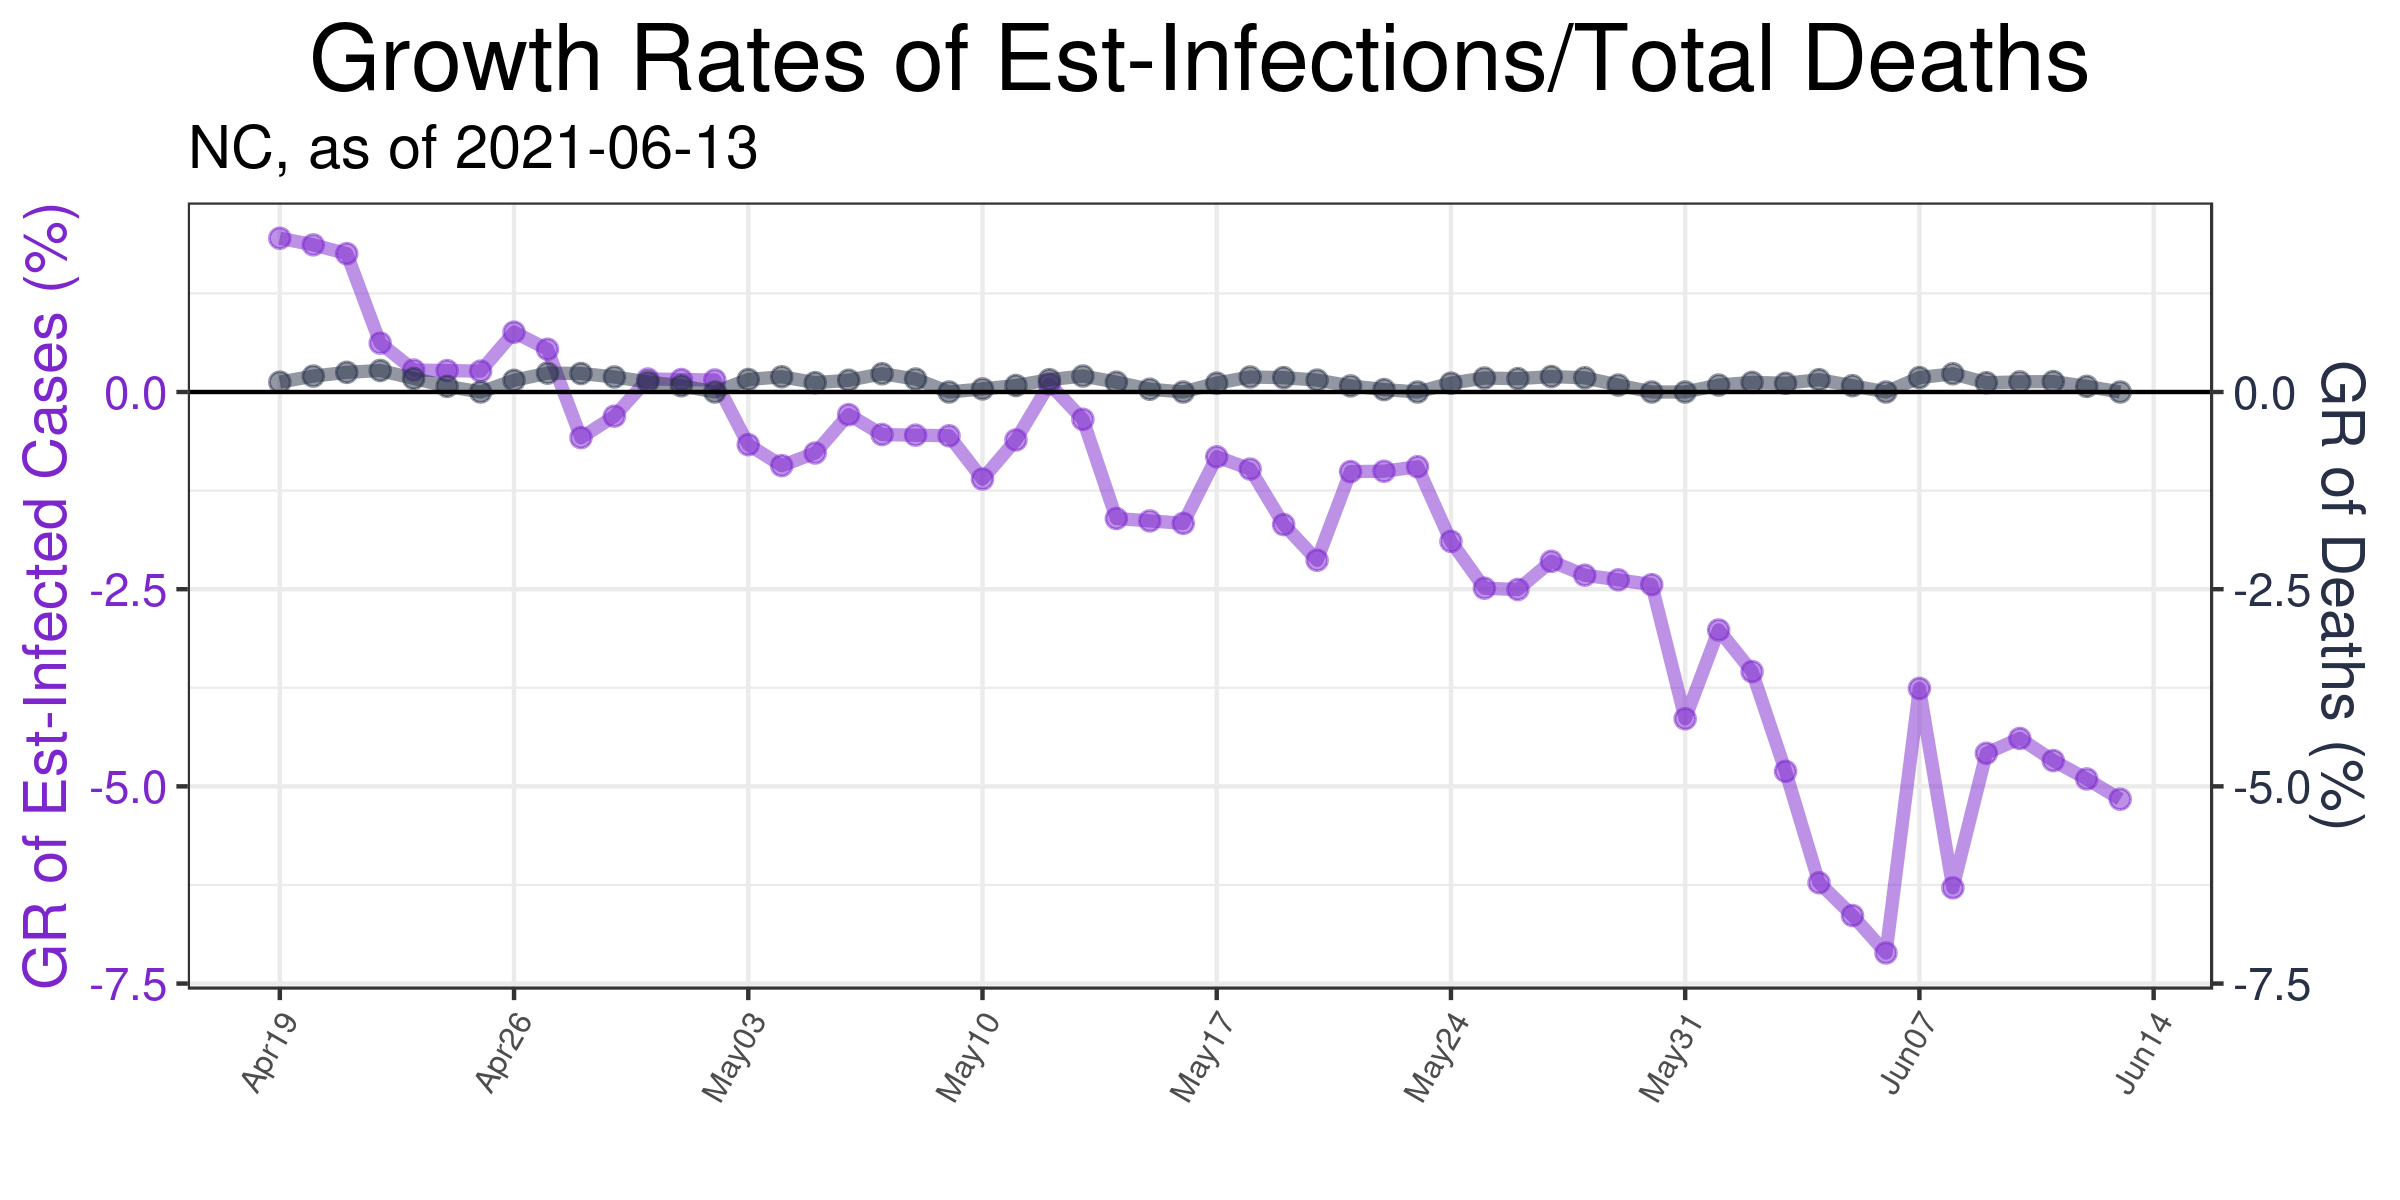 Growth Rates of Est-Infections/Total Deaths
NC, as of 2021-06-13
GR of Est-Infected Cases (%)
0.0
-2.5
-5.0
-7.5
0.0
-2.5
-5.0
-7.5
GR of Deaths (%)
Apr19
Apr26
May03
May10
May17
May24
May31
Jun07
Jun14